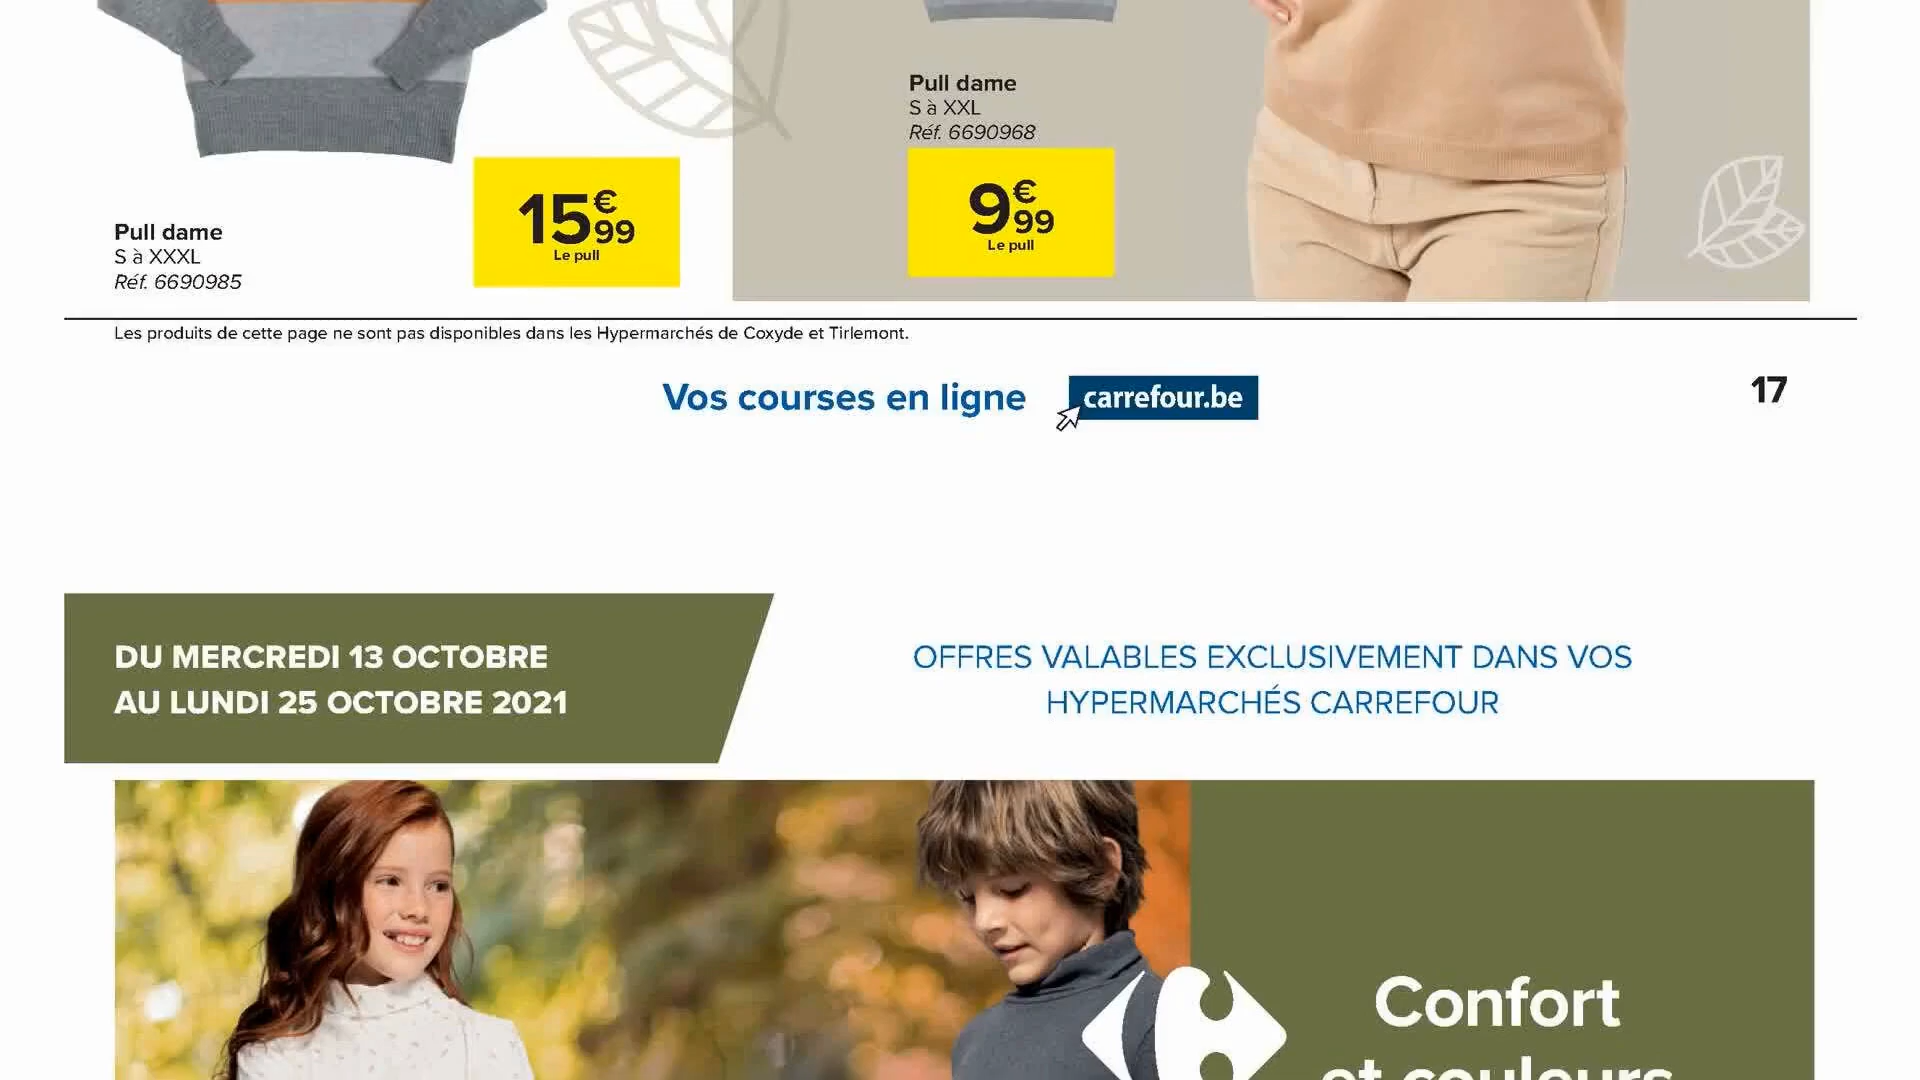 Pull dame
S à XXL
Réf. 6690968
9€99
Le pull
15€99
Le pull
Pull dame
S à XXXL
Réf. 6690985
Les produits de cette page ne sont pas disponibles dans les Hypermarchés de Coxyde et Tirlemont.
Vos courses en ligne carrefour.be
17
DU MERCREDI 13 OCTOBRE
AU LUNDI 25 OCTOBRE 2021
OFFRES VALABLES EXCLUSIVEMENT DANS VOS
HYPERMARCHÉS CARREFOUR
Confort
et couleurs